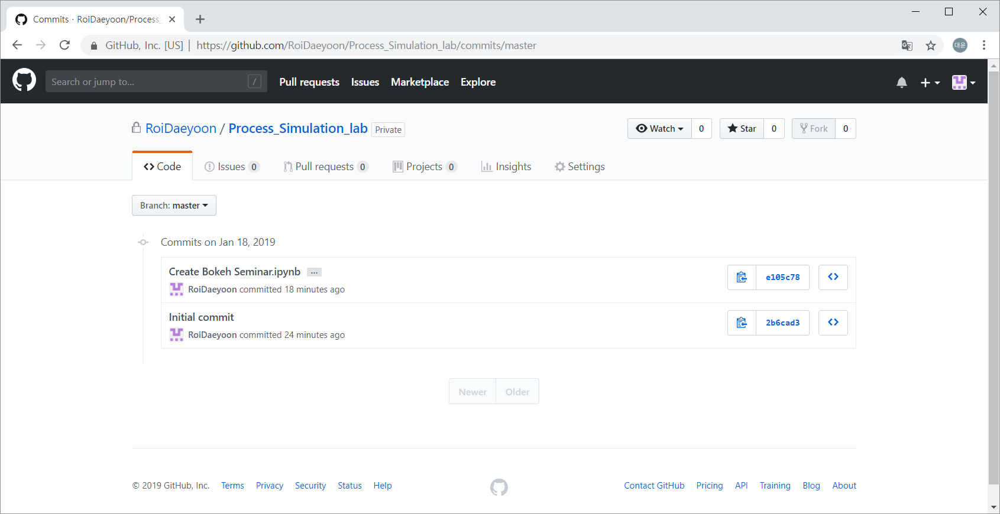 Commits · RoiDaeyoon/Process_
GitHub, Inc. [US] | https://github.com/RoiDaeyoon/Process_Simulation_lab/commits/master
대윤
Search or jump to... / Pull requests Issues Marketplace Explore
RoiDaeyoon / Process_Simulation_lab Private
Watch 0 Star 0 Fork 0
Code Issues 0 Pull requests 0 Projects 0 Insights Settings
Branch: master
Commits on Jan 18, 2019
Create Bokeh Seminar.ipynb ...
RoiDaeyoon committed 18 minutes ago
e105c78
Initial commit
RoiDaeyoon committed 24 minutes ago
2b6cad3
Newer Older
© 2019 GitHub, Inc. Terms Privacy Security Status Help
Contact GitHub Pricing API Training Blog About